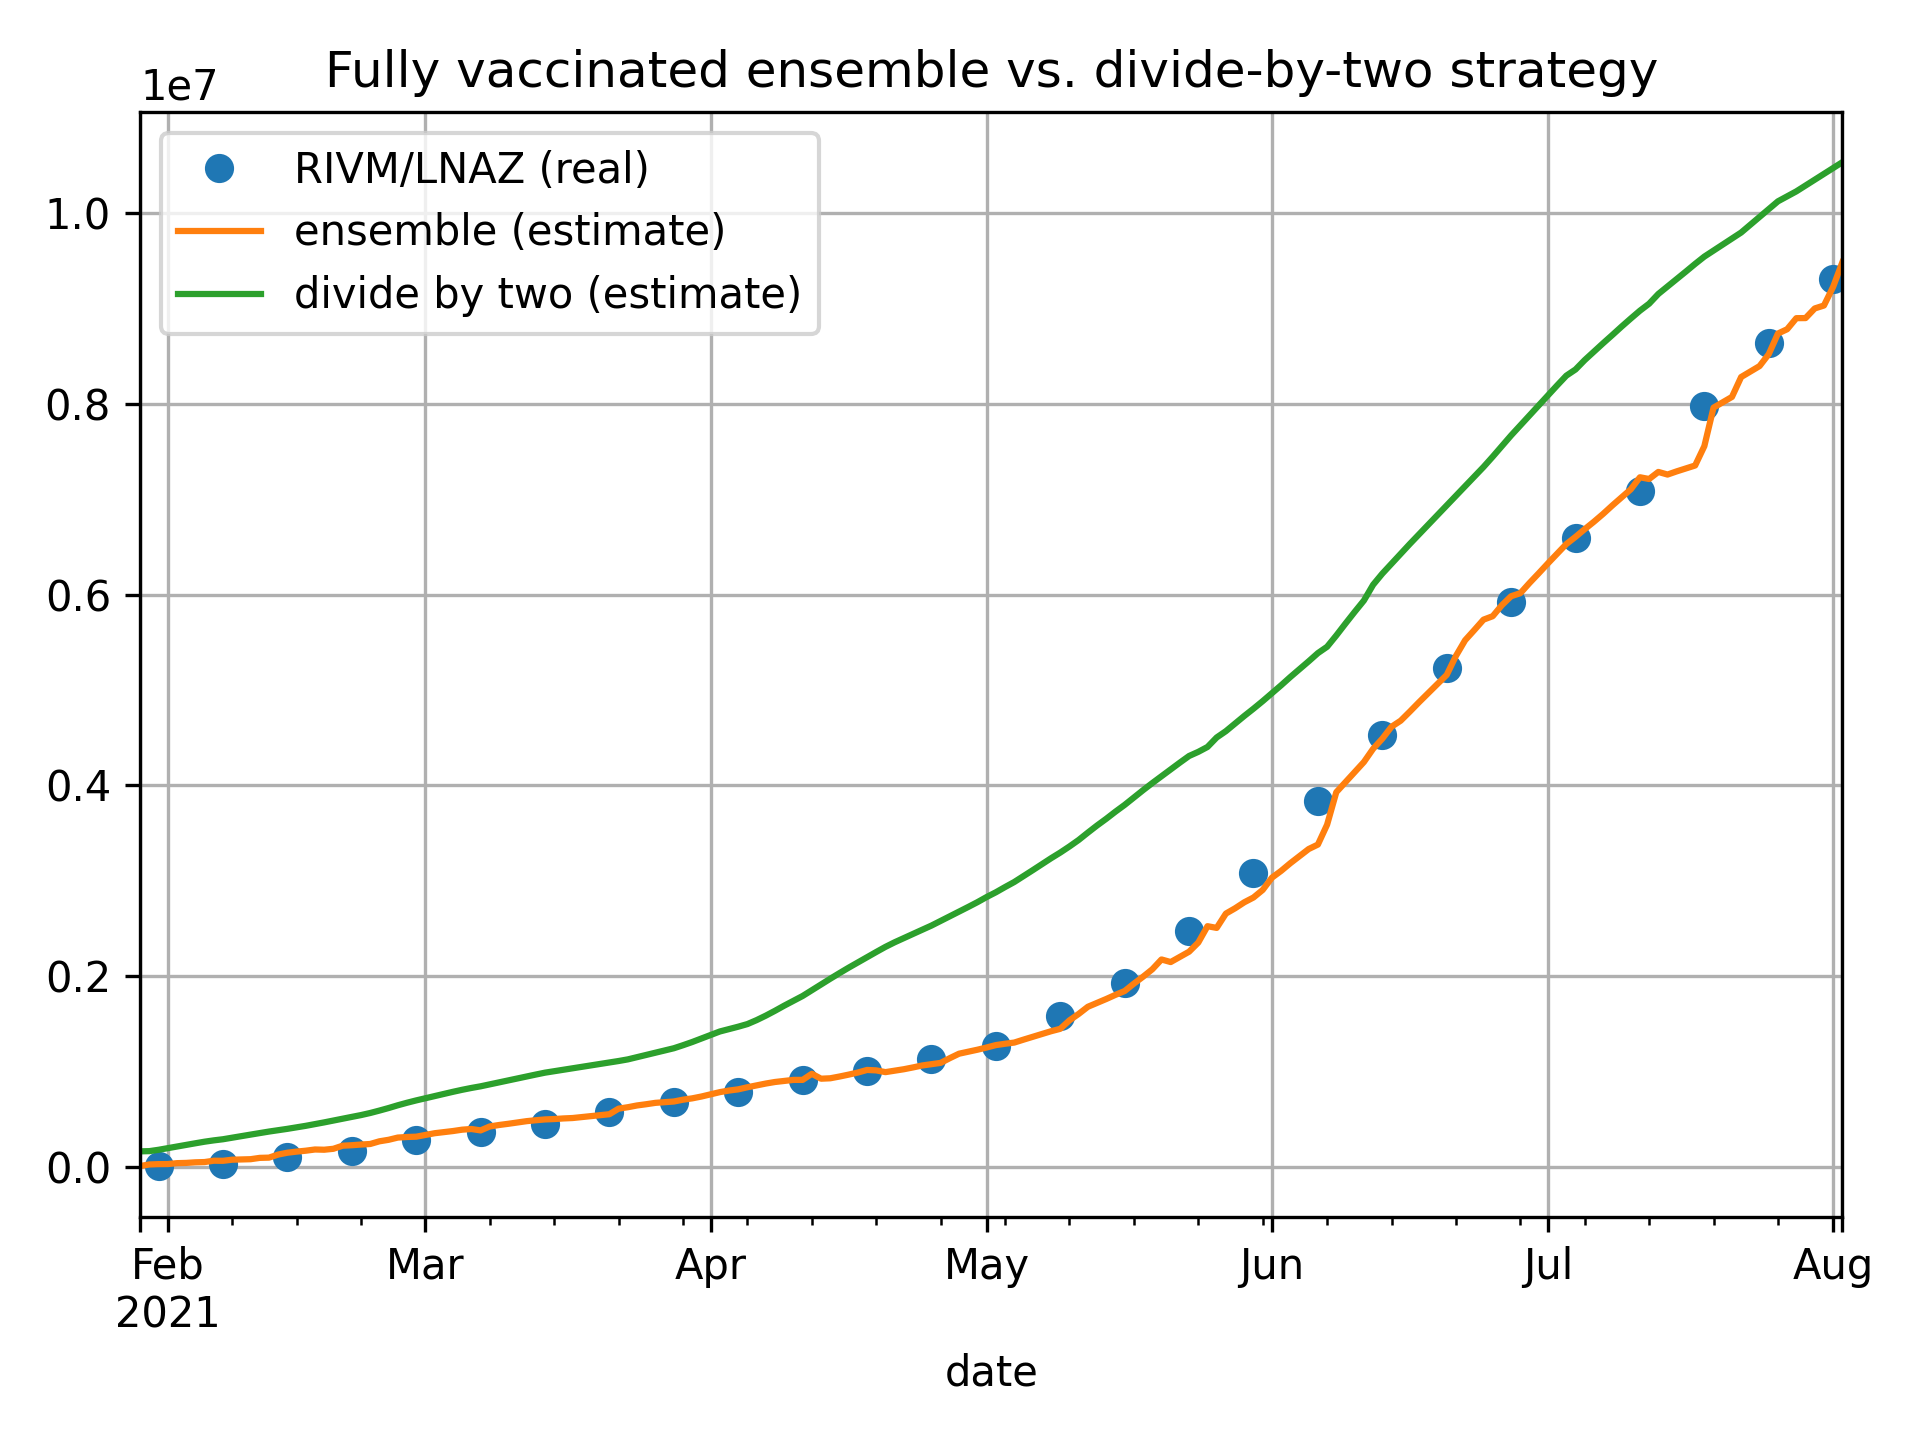 Fully vaccinated ensemble vs. divide-by-two strategy
1e7
RIVM/LNAZ (real)
ensemble (estimate)
divide by two (estimate)
1.0
0.8
0.6
0.4
0.2
0.0
Feb Mar Apr May Jun Jul Aug
2021
date